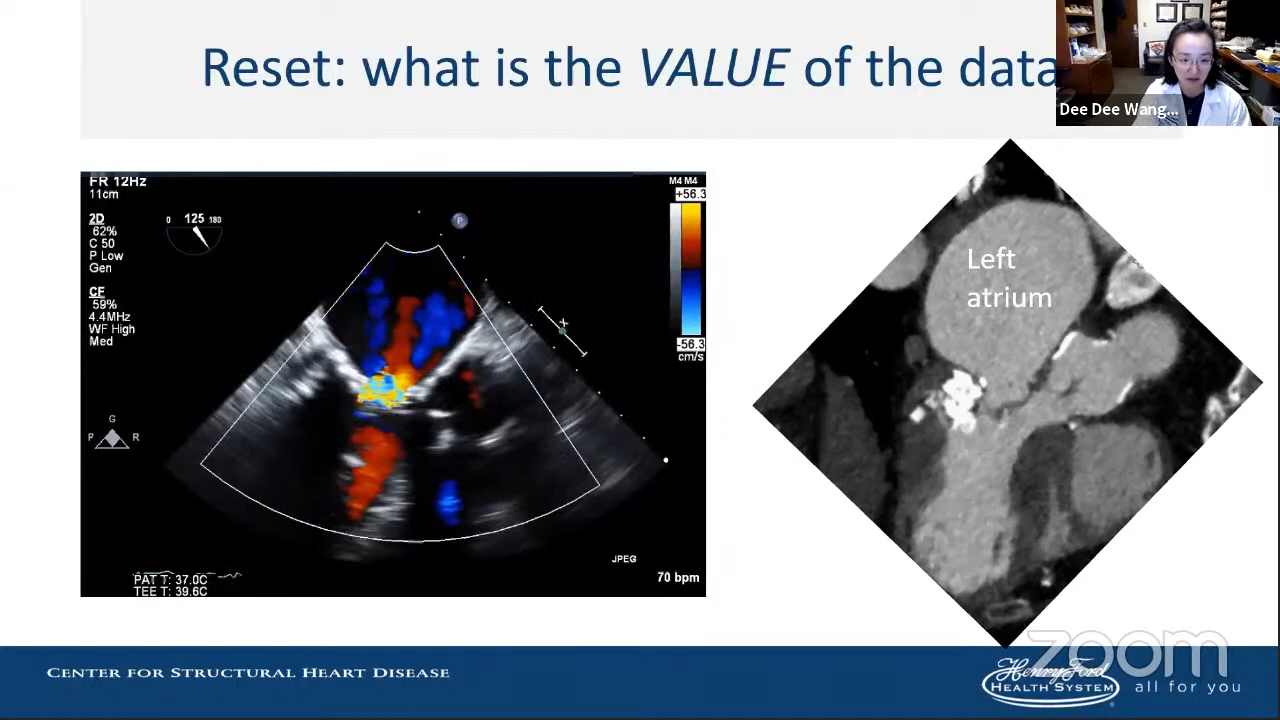 Reset: what is the VALUE of the data
Dee Dee Wang...
FR 12Hz
11cm
2D
62%
C 50
P Low
Gen
CF
59%
4.4MHz
WF High
Med
0 125 180
P
M4 M4
+56.3
-56.3
cm/s
x
G
P R
JPEG
70 bpm
PAT T: 37.0C
TEE T: 39.6C
Left
atrium
CENTER FOR STRUCTURAL HEART DISEASE
Henry Ford
HEALTH SYSTEM
all for you
zoom